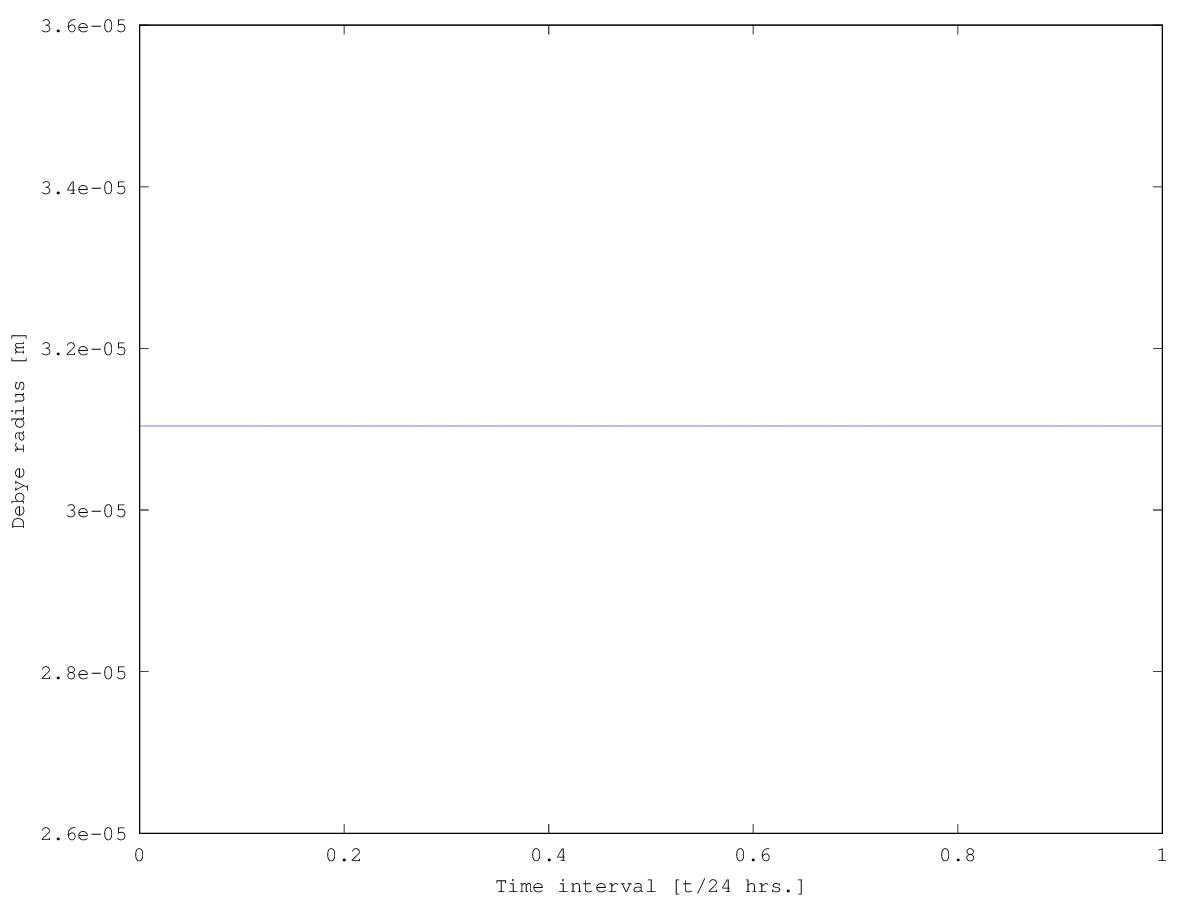 3.6e-05
3.4e-05
3.2e-05
3e-05
2.8e-05
2.6e-05
Debye radius [m]
0 0.2 0.4 0.6 0.8 1
Time interval [t/24 hrs.]